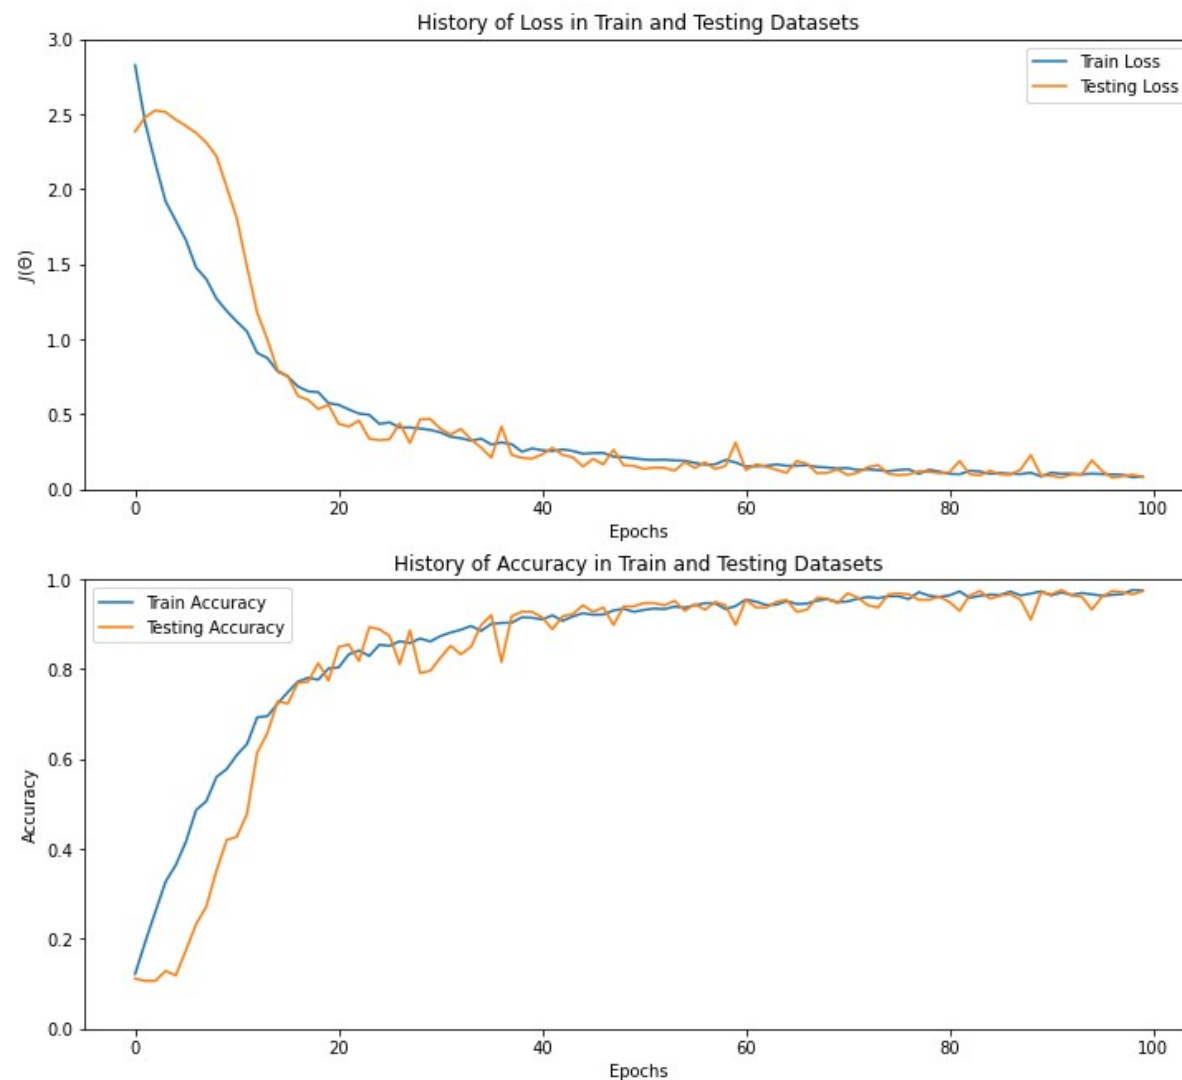 History of Loss in Train and Testing Datasets
3.0
2.5
2.0
1.5
1.0
0.5
0.0
J(Θ)
Train Loss
Testing Loss
0 20 40 60 80 100
Epochs
History of Accuracy in Train and Testing Datasets
1.0
0.8
0.6
0.4
0.2
0.0
Accuracy
Train Accuracy
Testing Accuracy
0 20 40 60 80 100
Epochs